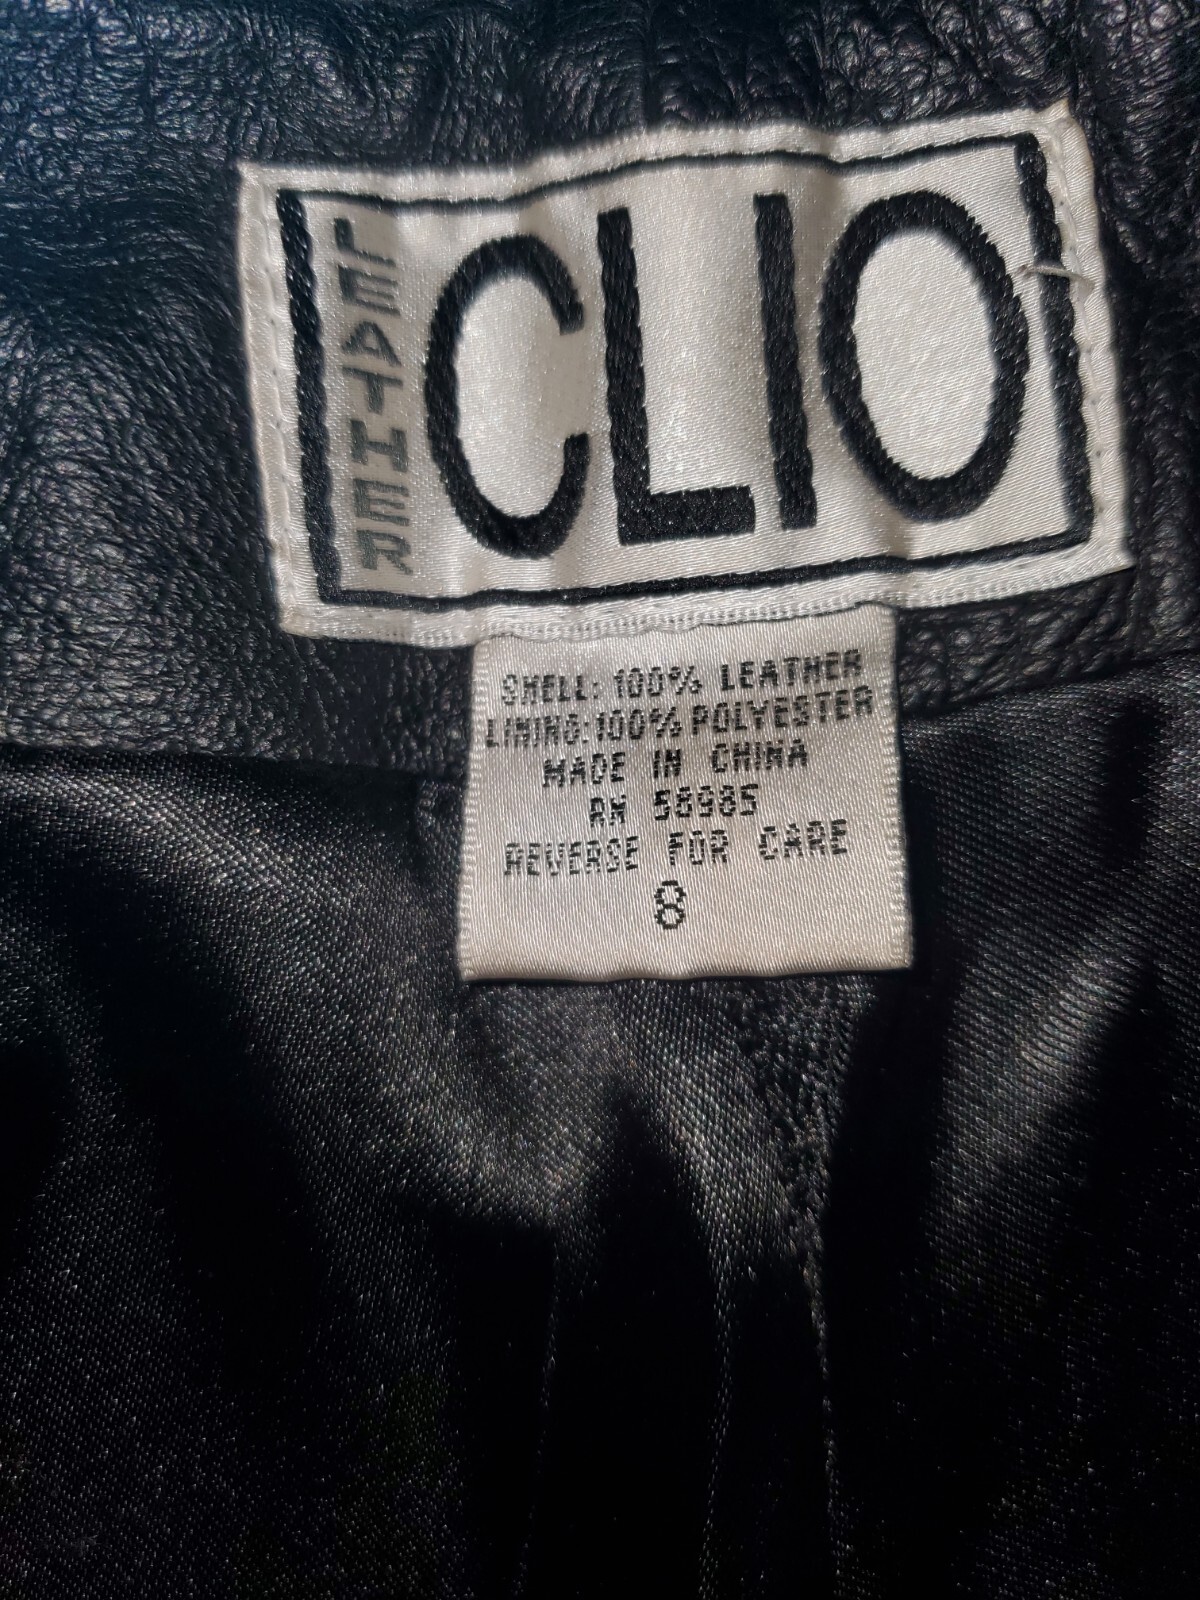 LEATHER
CLIO
SHELL: 100% LEATHER
LINING: 100% POLYESTER
MADE IN CHINA
RN 58985
REVERSE FOR CARE
8